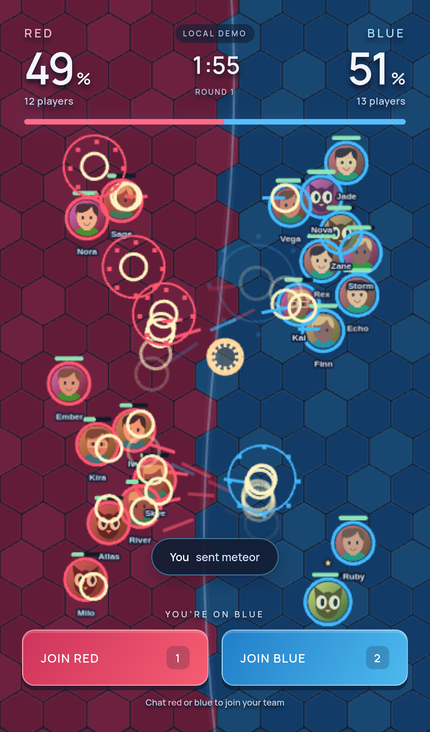 RED
LOCAL DEMO
BLUE
49%
1:55
51%
12 players
ROUND 1
13 players
Jade
Sage
Nora
Nova
Vega
Zane
Storm
Rex
Echo
Kai
Finn
Ember
Kira
Skye
River
Atlas
You sent meteor
Ruby
Milo
YOU'RE ON BLUE
JOIN RED 1
JOIN BLUE 2
Chat red or blue to join your team